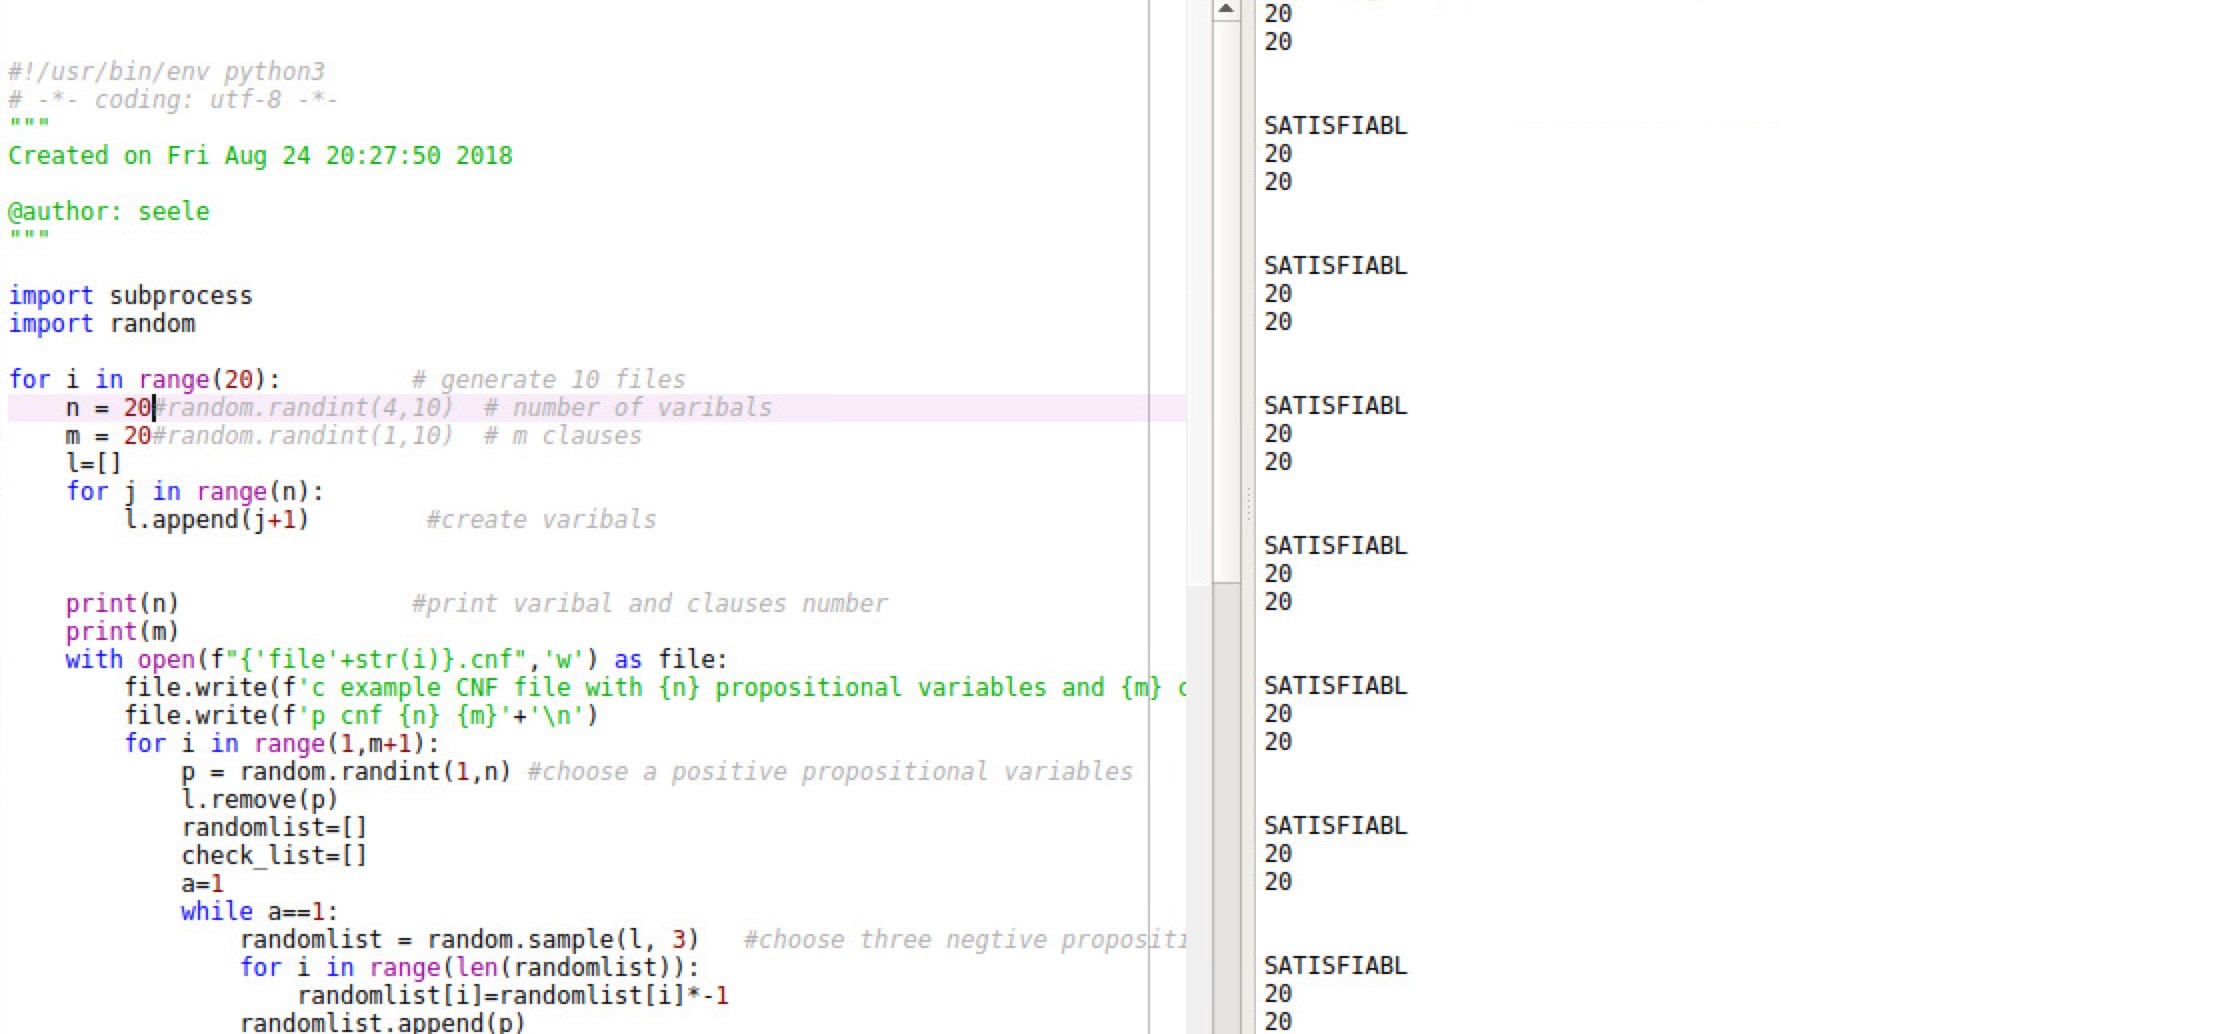 #!/usr/bin/env python3
# -*- coding: utf-8 -*-
"""
Created on Fri Aug 24 20:27:50 2018
@author: seele
"""
import subprocess
import random
for i in range(20):         # generate 10 files
    n = 20#random.randint(4,10)  # number of varibals
    m = 20#random.randint(1,10)  # m clauses
    l=[]
    for j in range(n):
        l.append(j+1)        #create varibals
    print(n)                #print varibal and clauses number
    print(m)
    with open(f"{'file'+str(i)}.cnf",'w') as file:
        file.write(f'c example CNF file with {n} propositional variables and {m} c
        file.write(f'p cnf {n} {m}'+'\n')
        for i in range(1,m+1):
            p = random.randint(1,n) #choose a positive propositional variables
            l.remove(p)
            randomlist=[]
            check_list=[]
            a=1
            while a==1:
                randomlist = random.sample(l, 3)   #choose three negtive propositi
                for i in range(len(randomlist)):
                    randomlist[i]=randomlist[i]*-1
                randomlist.append(p)
20
20
SATISFIABL
20
20
SATISFIABL
20
20
SATISFIABL
20
20
SATISFIABL
20
20
SATISFIABL
20
20
SATISFIABL
20
20
SATISFIABL
20
20